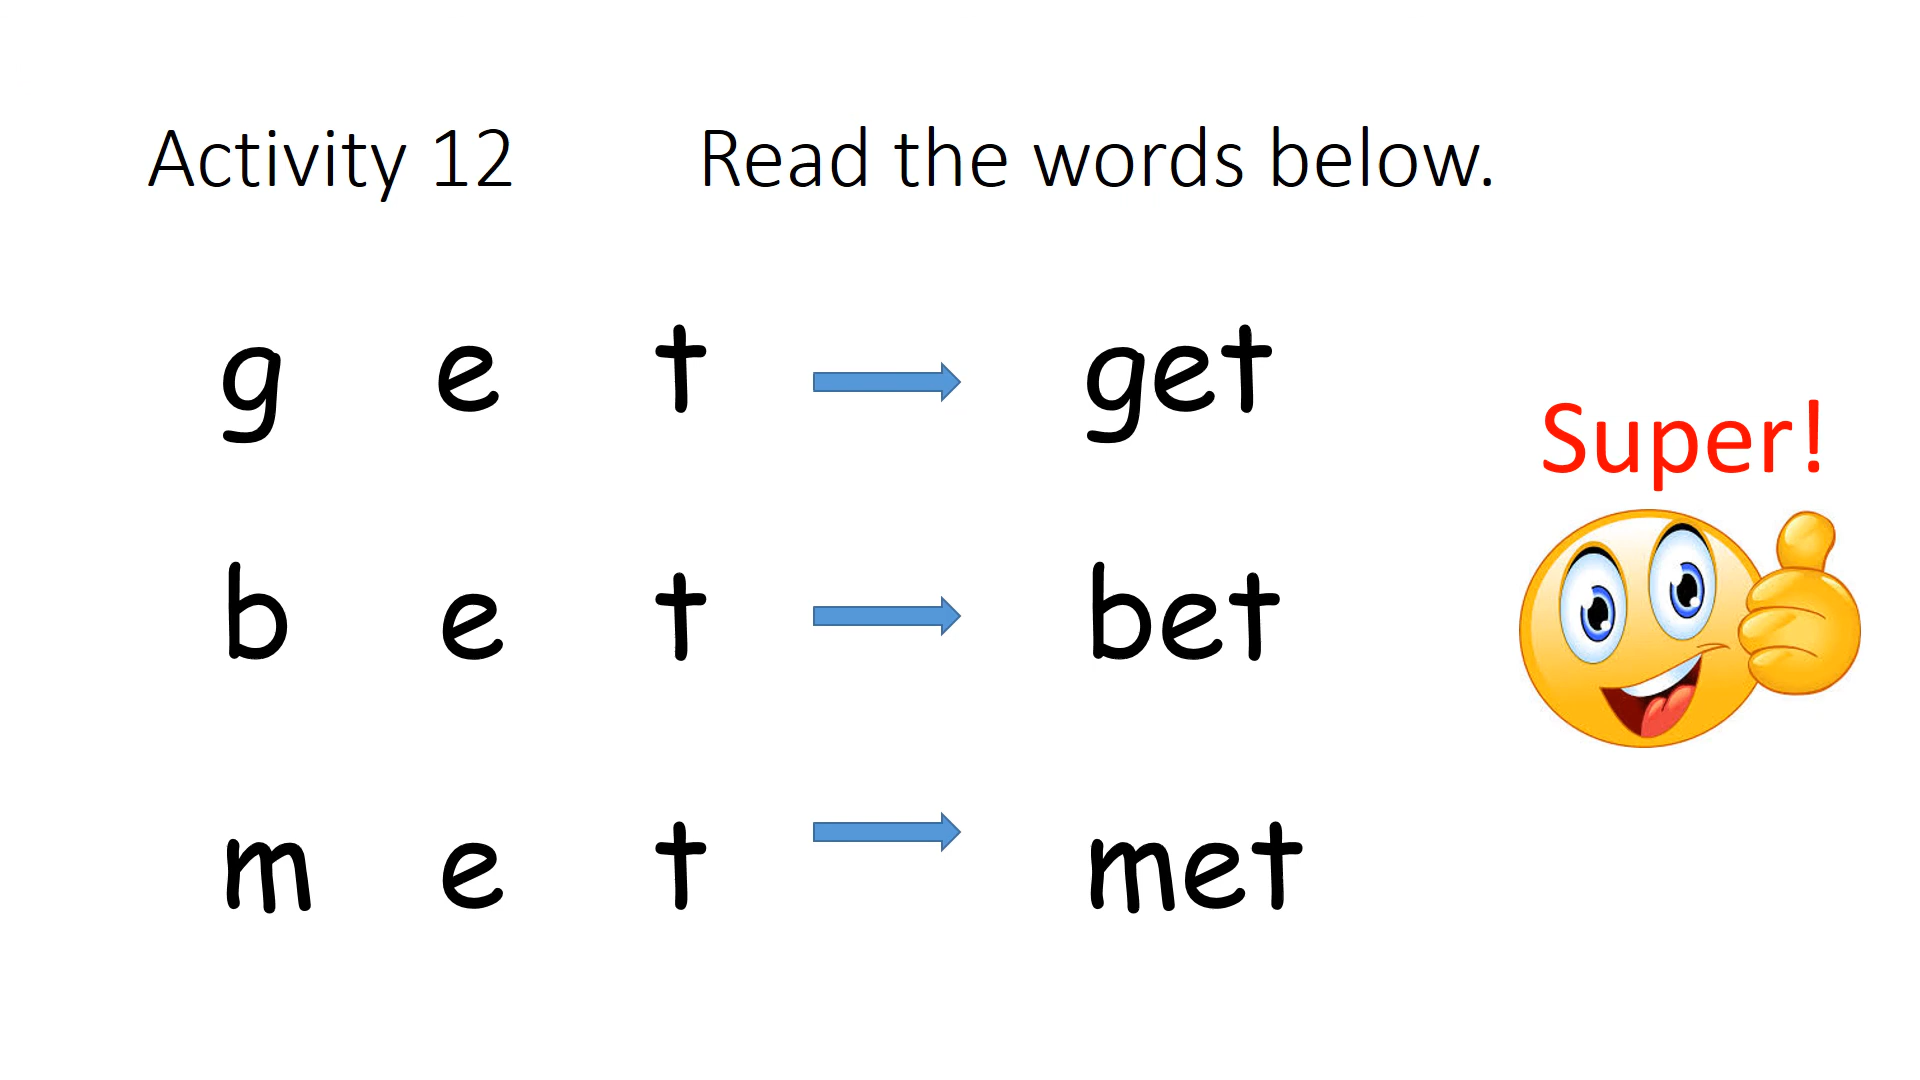 Activity 12 Read the words below.
g e t get
Super!
b e t bet
m e t met